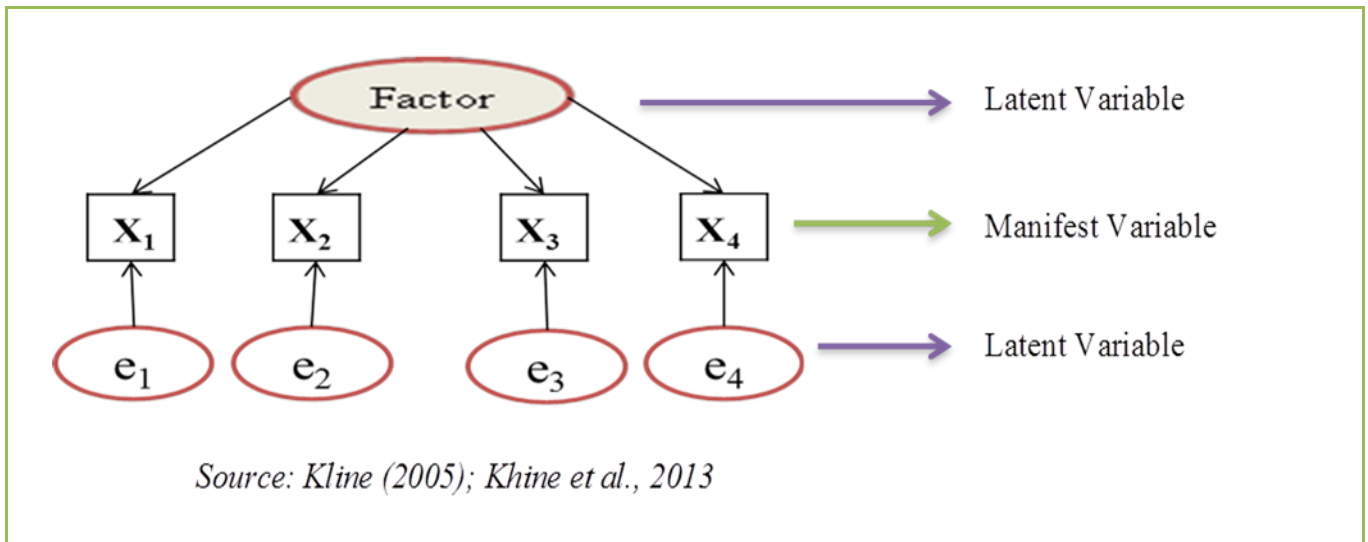 Factor
Latent Variable
X₁ X₂ X₃ X₄
Manifest Variable
e₁ e₂ e₃ e₄
Latent Variable
Source: Kline (2005); Khine et al., 2013